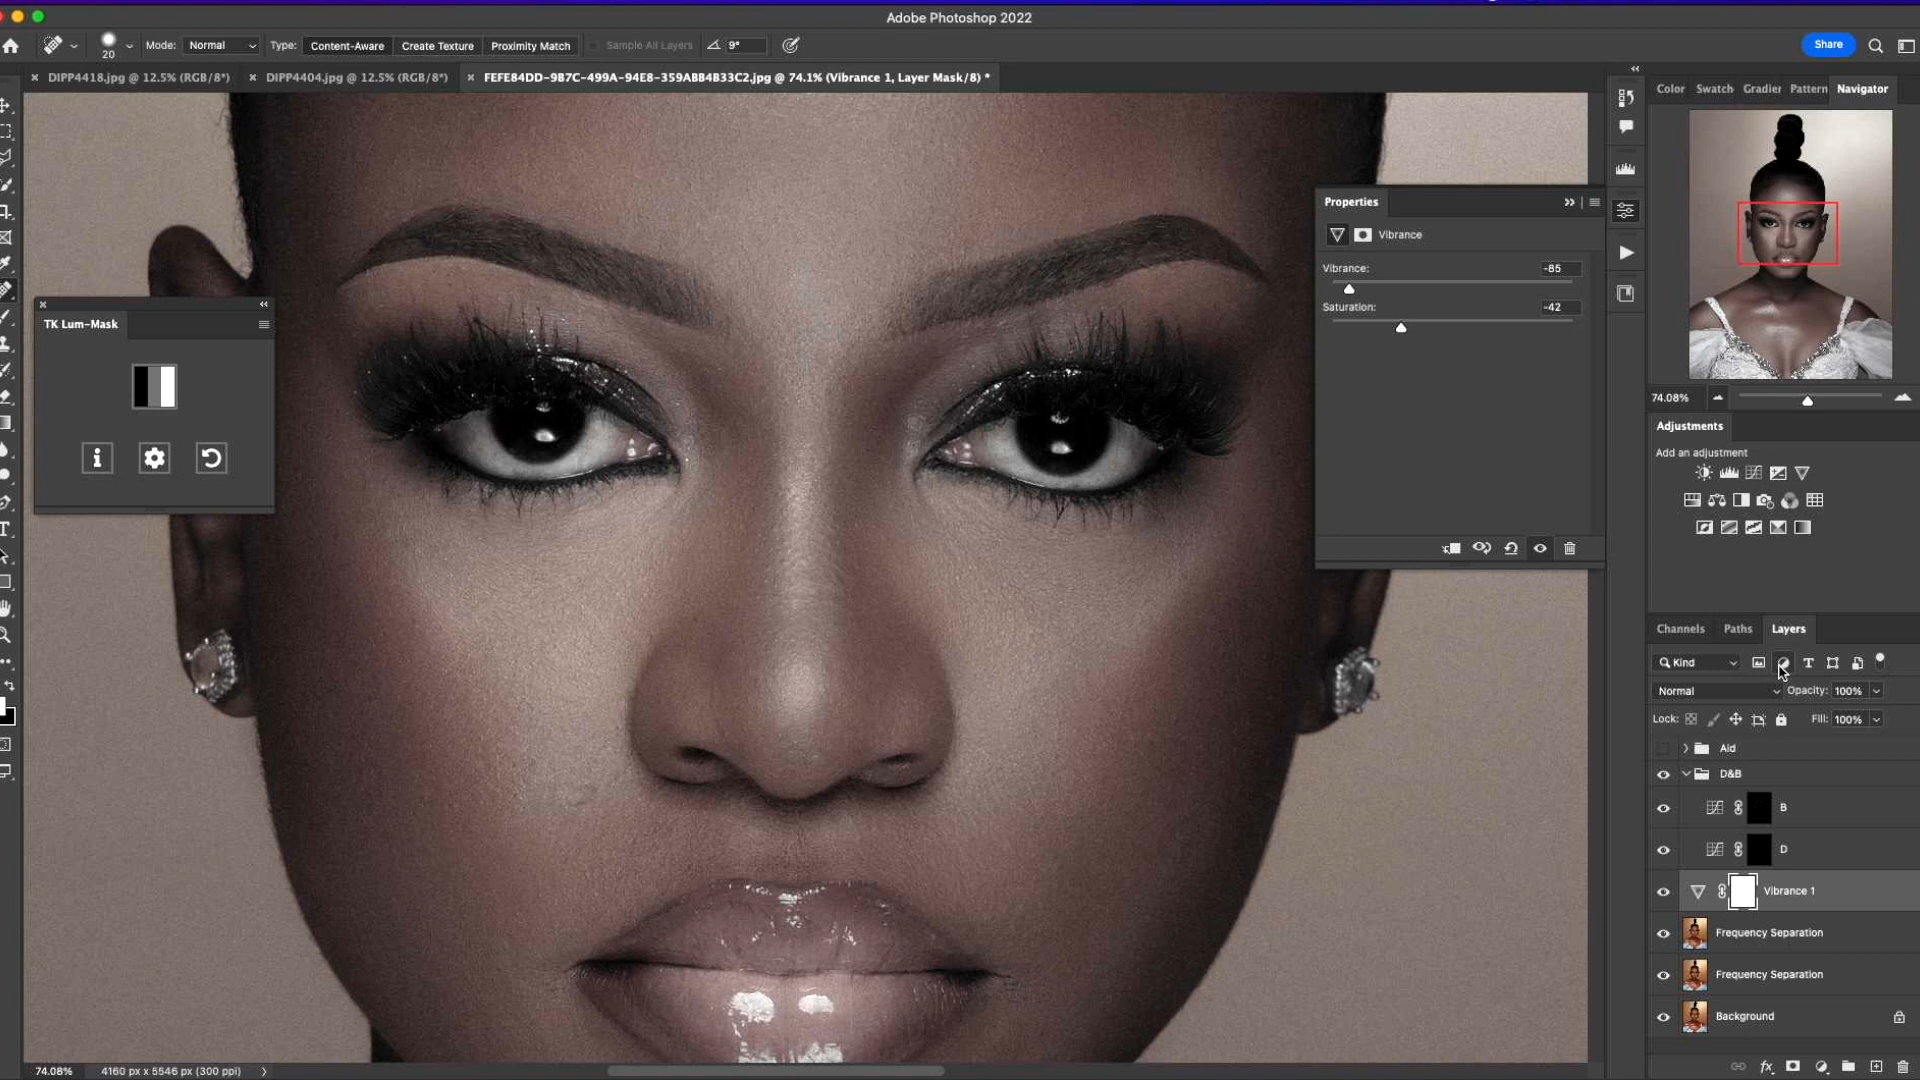 Adobe Photoshop 2022
20
Mode: Normal
Type: Content-Aware Create Texture Proximity Match
Sample All Layers
9°
Share
DIPP4418.jpg @ 12.5% (RGB/8*)
DIPP4404.jpg @ 12.5% (RGB/8*)
FEFE84DD-9B7C-499A-94E8-359ABB4B33C2.jpg @ 74.1% (Vibrance 1, Layer Mask/8) *
Color Swatch Gradier Pattern Navigator
Properties
Vibrance
Vibrance: -85
Saturation: -42
TK Lum-Mask
74.08%
Adjustments
Add an adjustment
Channels Paths Layers
Kind
Normal Opacity: 100%
Lock: Fill: 100%
Aid
D&B
B
D
Vibrance 1
Frequency Separation
Frequency Separation
Background
74.08% 4160 px x 5546 px (300 ppi)